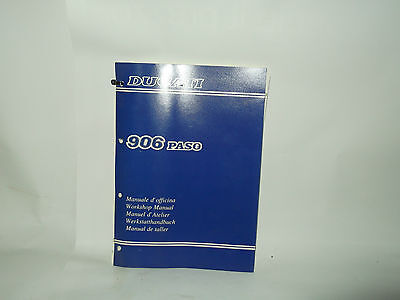 DUCATI
906 PASO
Manuale d'officina
Workshop Manual
Manuel d'Atelier
Werkstatthandbuch
Manual de taller